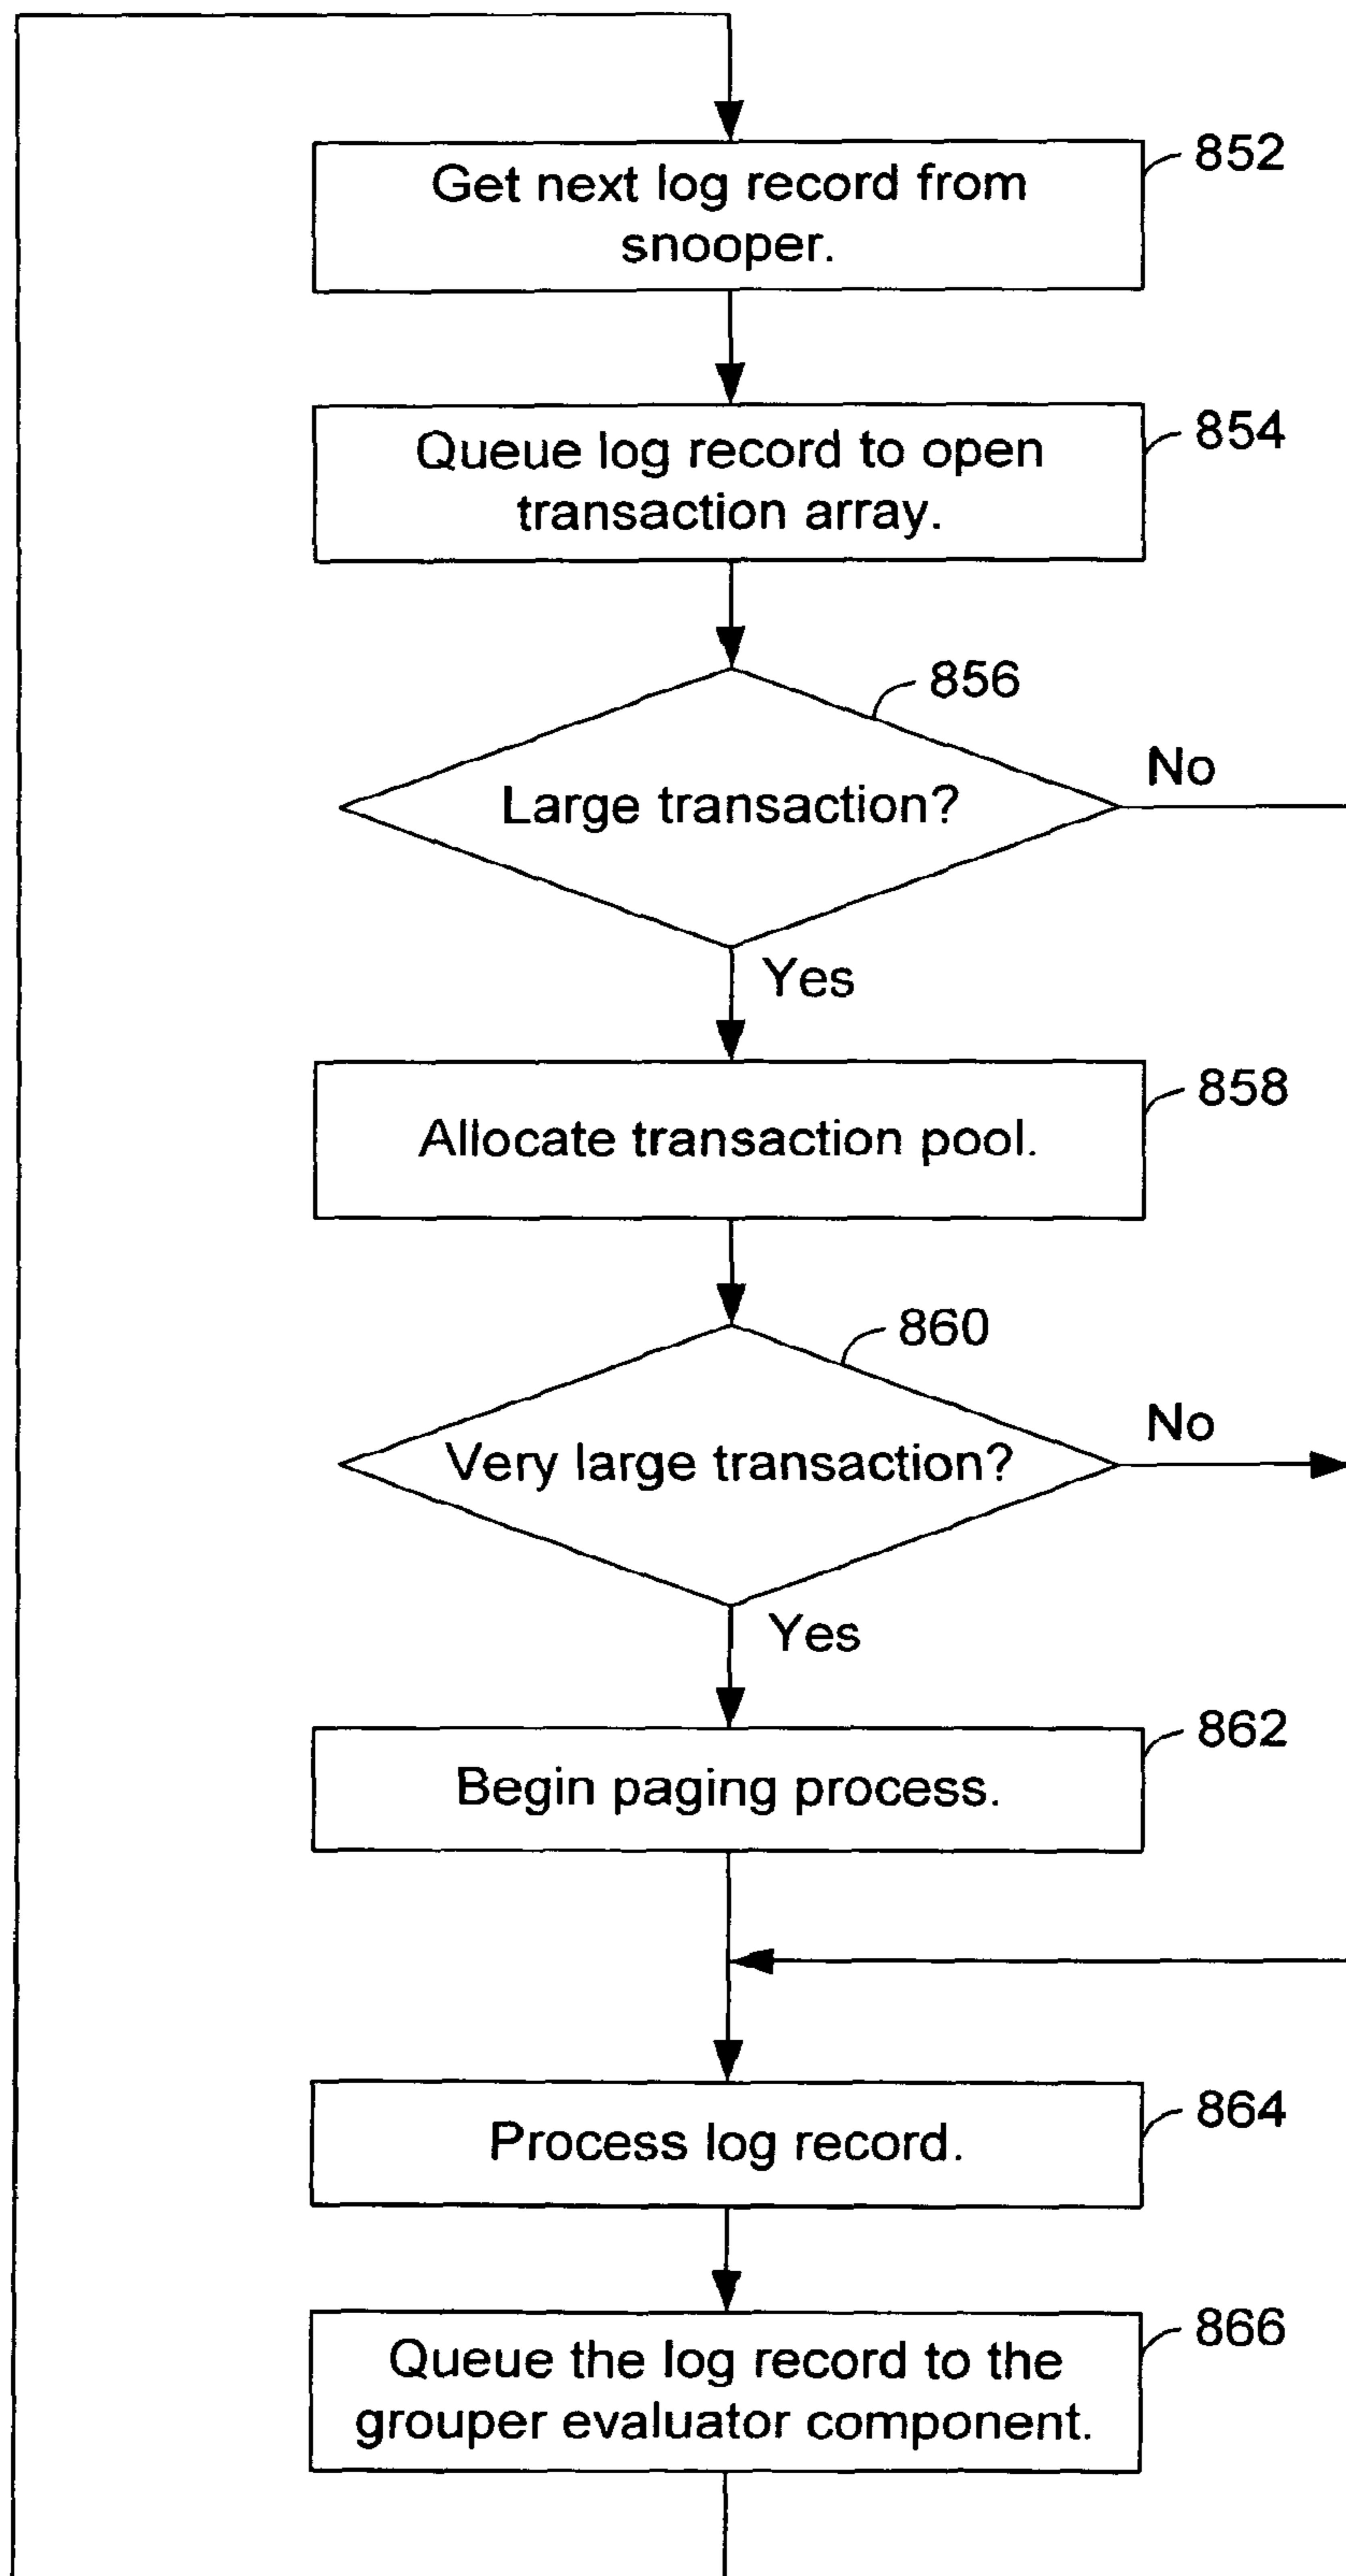 852
Get next log record from
snooper.
854
Queue log record to open
transaction array.
856
Large transaction?
No
Yes
858
Allocate transaction pool.
860
Very large transaction?
No
Yes
862
Begin paging process.
864
Process log record.
866
Queue the log record to the
grouper evaluator component.